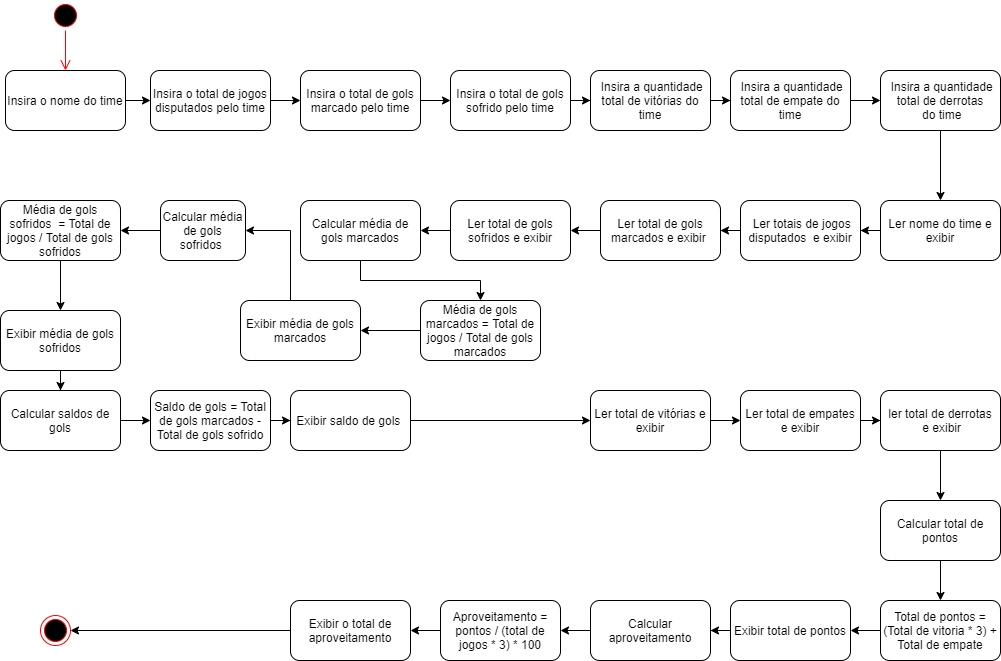 Insira o nome do time
Insira o total de jogos
disputados pelo time
Insira o total de gols
marcado pelo time
Insira o total de gols
sofrido pelo time
Insira a quantidade
total de vitórias do
time
Insira a quantidade
total de empate do
time
Insira a quantidade
total de derrotas
do time
Ler nome do time e
exibir
Ler totais de jogos
disputados e exibir
Ler total de gols
marcados e exibir
Ler total de gols
sofridos e exibir
Calcular média de
gols marcados
Média de gols
marcados = Total de
jogos / Total de gols
marcados
Exibir média de gols
marcados
Calcular média
de gols
sofridos
Média de gols
sofridos = Total de
jogos / Total de gols
sofridos
Exibir média de gols
sofridos
Calcular saldos de
gols
Saldo de gols = Total
de gols marcados -
Total de gols sofrido
Exibir saldo de gols
Ler total de vitórias e
exibir
Ler total de empates
e exibir
ler total de derrotas
e exibir
Calcular total de
pontos
Total de pontos =
(Total de vitoria * 3) +
Total de empate
Exibir total de pontos
Calcular
aproveitamento
Aproveitamento =
pontos / (total de
jogos * 3) * 100
Exibir o total de
aproveitamento